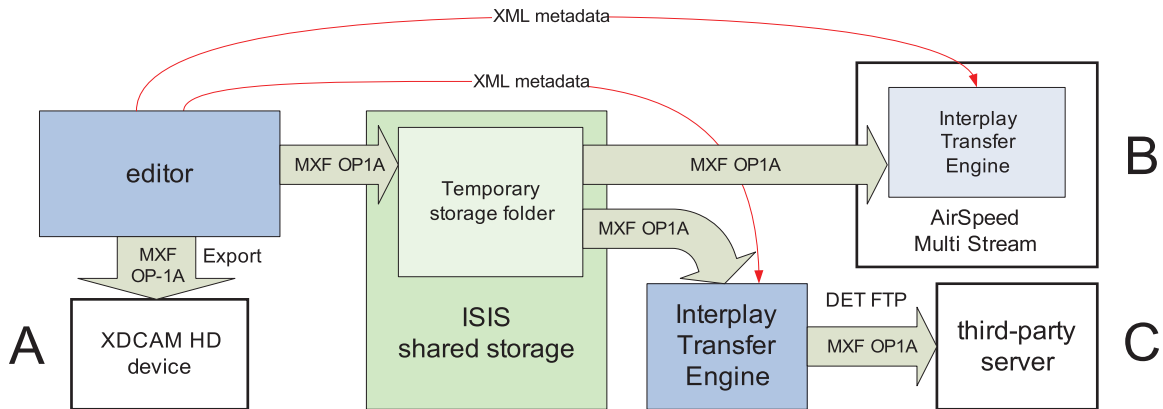 XML metadata
XML metadata
editor
MXF OP1A
Temporary
storage folder
MXF OP1A
Interplay
Transfer
Engine
AirSpeed
Multi Stream
B
MXF
OP-1A
Export
MXF OP1A
A
XDCAM HD
device
ISIS
shared storage
Interplay
Transfer
Engine
DET FTP
MXF OP1A
third-party
server
C